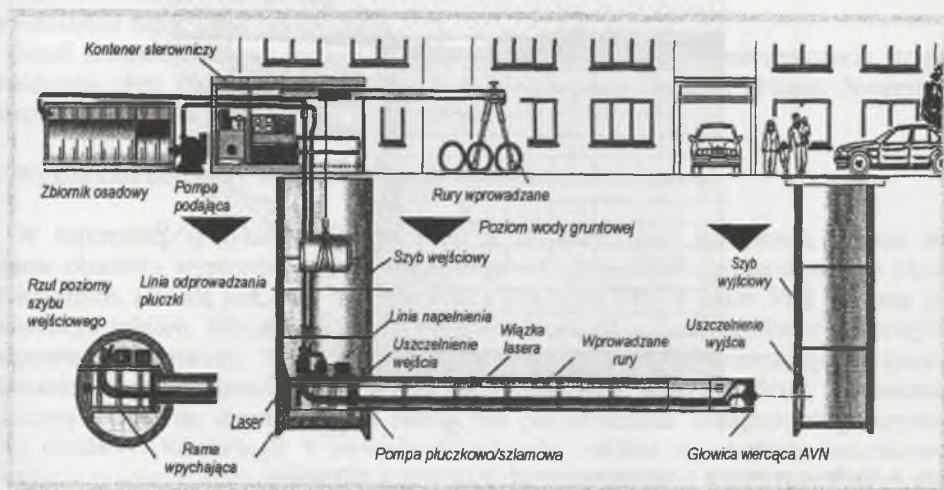 Kontener sterowniczy
Zbiornik osadowy
Pompa
podająca
Rury wprowadzane
Poziom wody gruntowej
Rzut poziomy
szybu
wejściowego
Linia odprowadzania
płuczki
Szyb wejściowy
Szyb
wyjściowy
Linia napełnienia
Uszczelnienie
wejścia
Wiązka
lasera
Wprowadzane
rury
Uszczelnienie
wyjścia
Laser
Rama
wpychająca
Pompa płuczkowo/szlamowa
Głowica wiercąca AVN